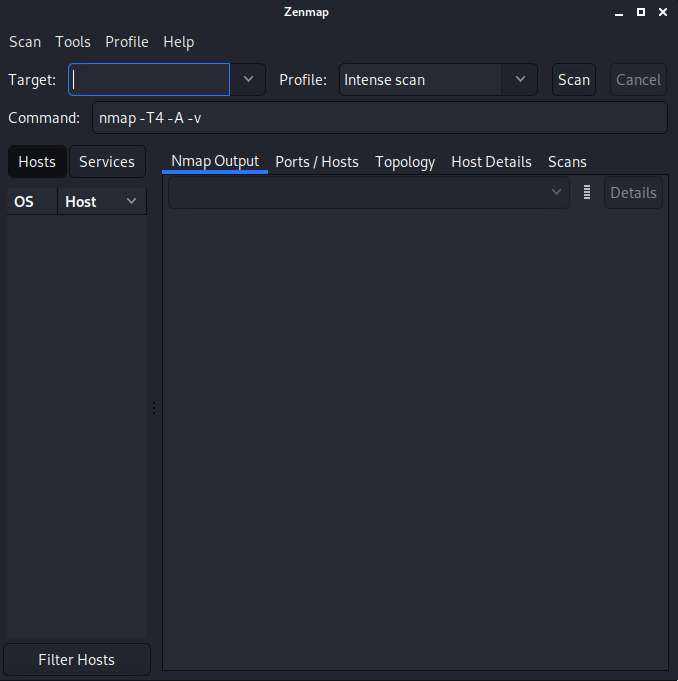 Zenmap
Scan Tools Profile Help
Target: Profile: Intense scan Scan Cancel
Command: nmap -T4 -A -v
Hosts Services Nmap Output Ports / Hosts Topology Host Details Scans
OS Host Details
Filter Hosts